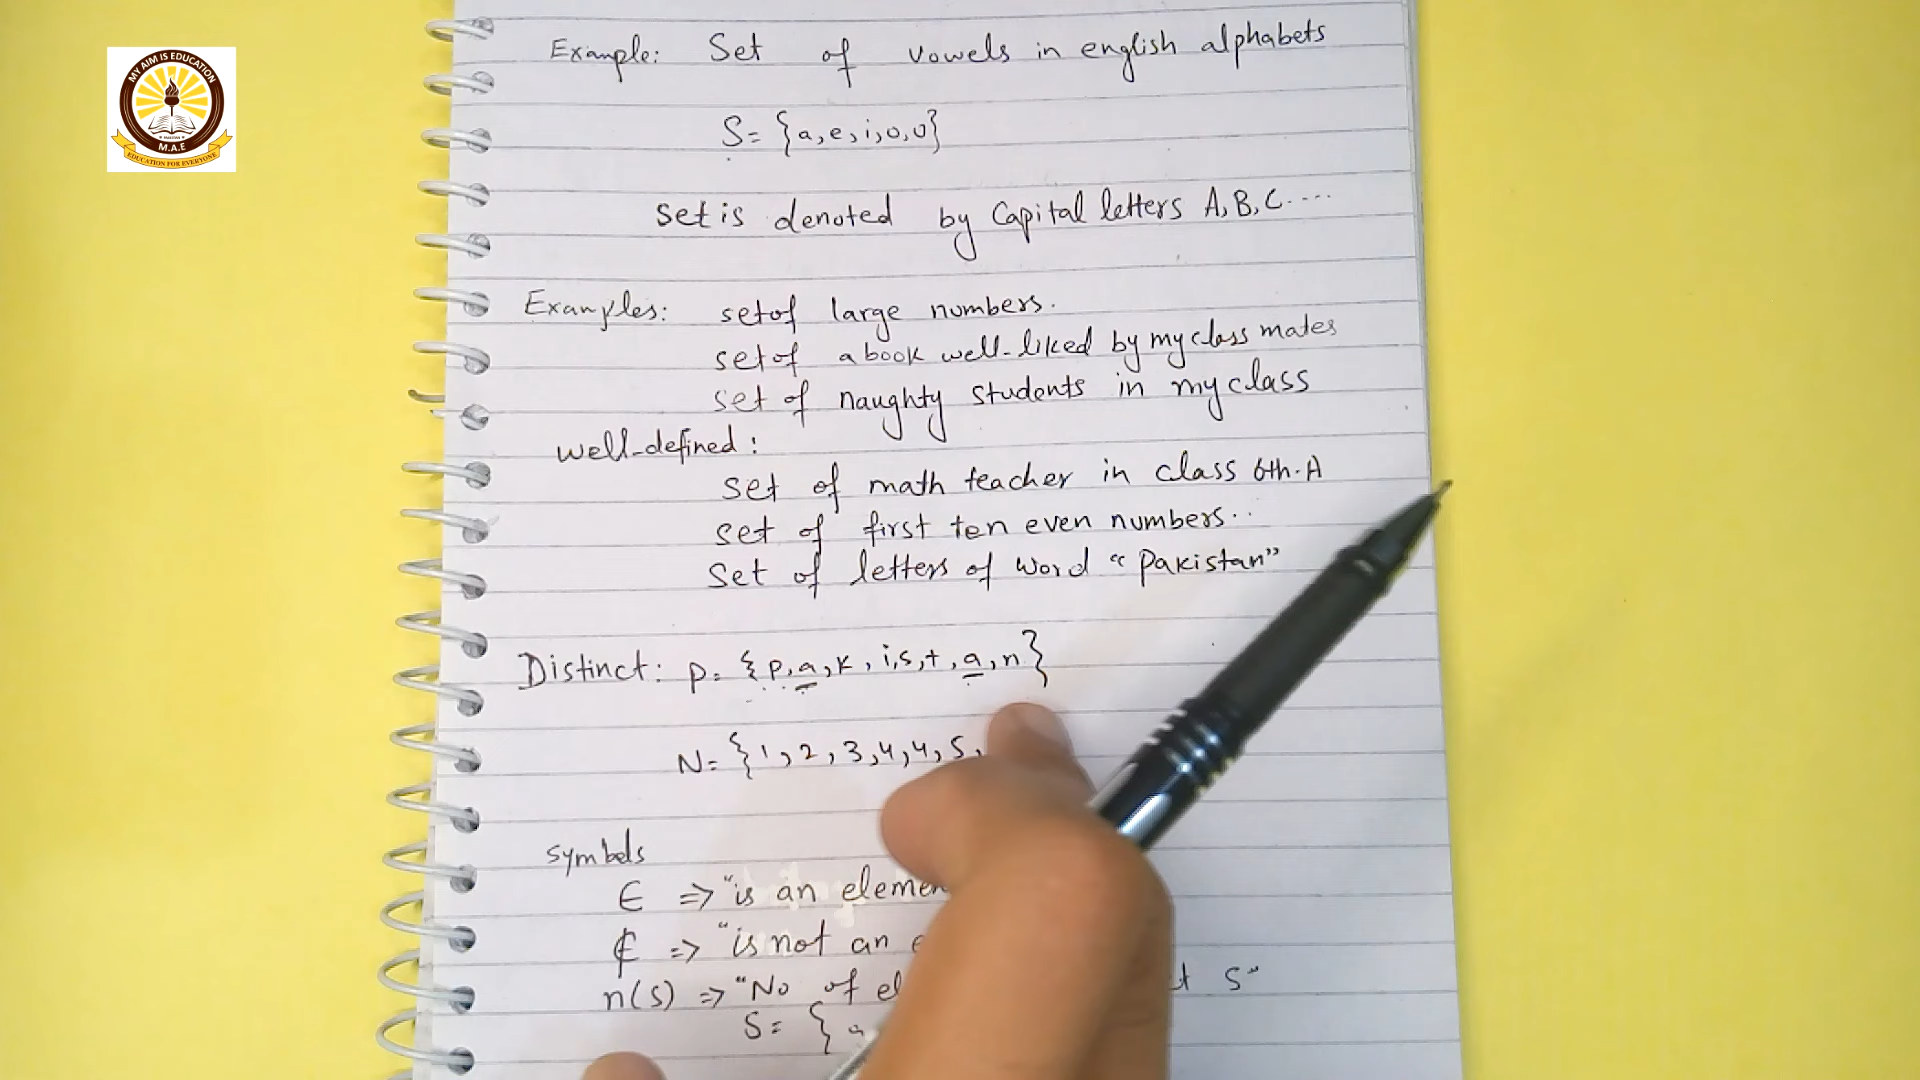 MY AIM IS EDUCATION
M.A.E
EDUCATION FOR EVERYONE
Example: Set of vowels in english alphabets
S= {a,e,i,o,u}
set is denoted by Capital letters A,B,C....
Examples: set of large numbers.
set of a book well-liked by my class mates
set of naughty students in my class
well-defined:
set of math teacher in class 6th.A
set of first ten even numbers..
set of letters of word "Pakistan"
Distinct: P= {p,a,k,i,s,t,a,n}
N= {1,2,3,4,4,5,
symbols
∈ => "is an elemen
∉ => "is not an e
n(S) => "No of el t S"
S= { a